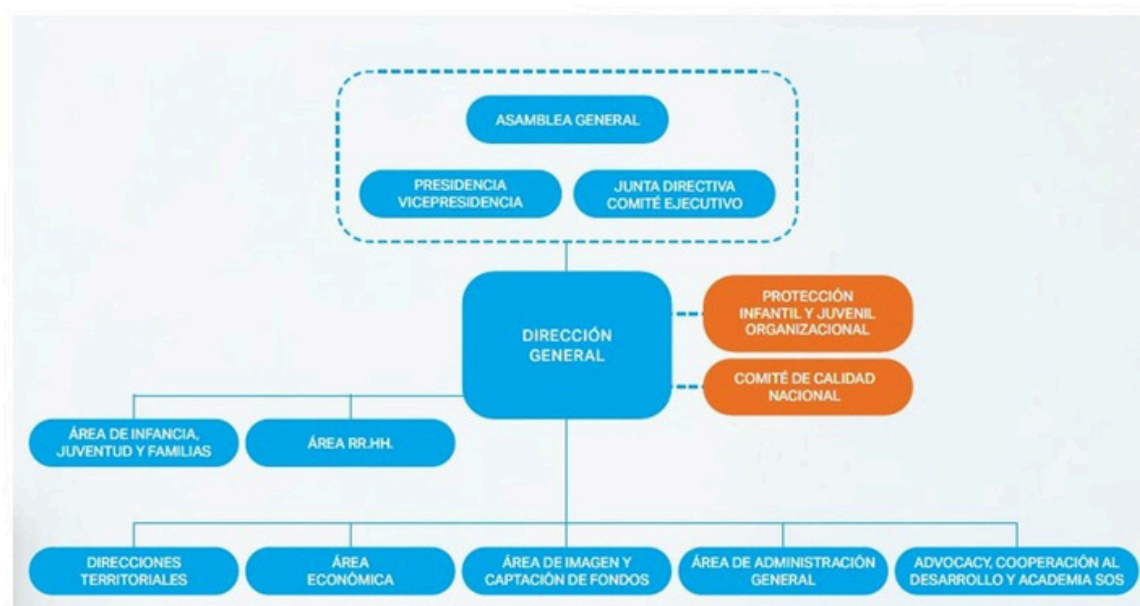 ASAMBLEA GENERAL
PRESIDENCIA
VICEPRESIDENCIA
JUNTA DIRECTIVA
COMITÉ EJECUTIVO
DIRECCIÓN
GENERAL
PROTECCIÓN
INFANTIL Y JUVENIL
ORGANIZACIONAL
COMITÉ DE CALIDAD
NACIONAL
ÁREA DE INFANCIA,
JUVENTUD Y FAMILIAS
ÁREA RR.HH.
DIRECCIONES
TERRITORIALES
ÁREA
ECONÓMICA
ÁREA DE IMAGEN Y
CAPTACIÓN DE FONDOS
ÁREA DE ADMINISTRACIÓN
GENERAL
ADVOCACY, COOPERACIÓN AL
DESARROLLO Y ACADEMIA SOS